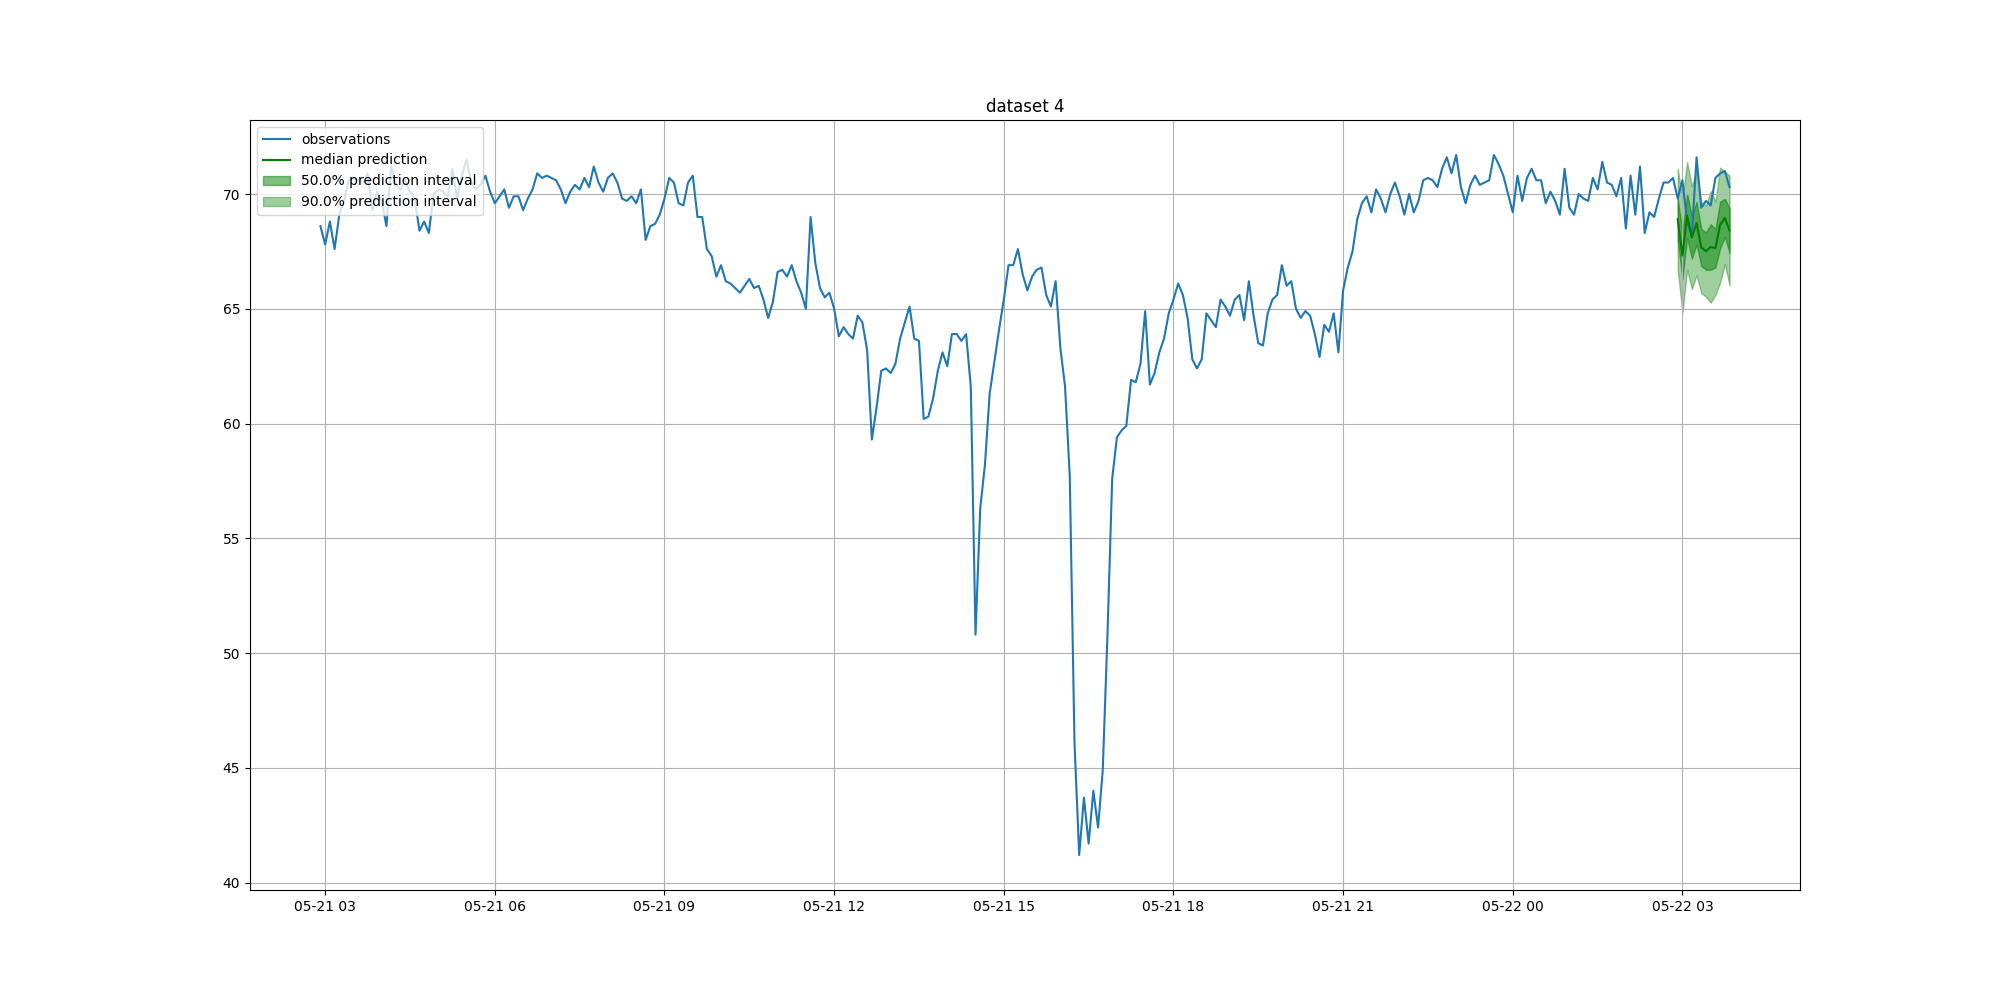 dataset 4
observations
median prediction
50.0% prediction interval
90.0% prediction interval
70
65
60
55
50
45
40
05-21 03 05-21 06 05-21 09 05-21 12 05-21 15 05-21 18 05-21 21 05-22 00 05-22 03